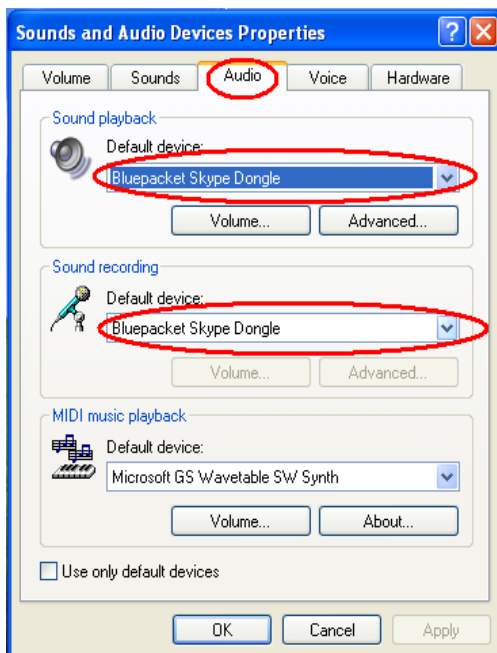 Sounds and Audio Devices Properties
Volume Sounds Audio Voice Hardware
Sound playback
Default device:
Bluepacket Skype Dongle
Volume... Advanced...
Sound recording
Default device:
Bluepacket Skype Dongle
Volume... Advanced...
MIDI music playback
Default device:
Microsoft GS Wavetable SW Synth
Volume... About...
Use only default devices
OK Cancel Apply